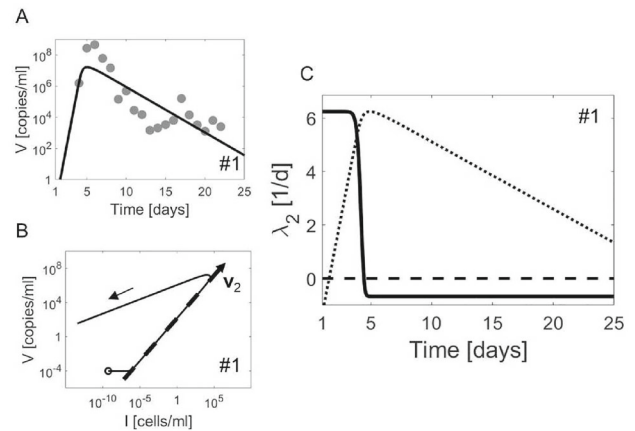 A
V [copies/ml]
10^8
10^6
10^4
10^2
1
1 5 10 15 20 25
Time [days]
#1
B
V [copies/ml]
10^8
10^4
1
10^-4
10^-10 10^-5 1 10^5
I [cells/ml]
v_2
#1
C
λ_2 [1/d]
6
4
2
0
1 5 10 15 20 25
Time [days]
#1